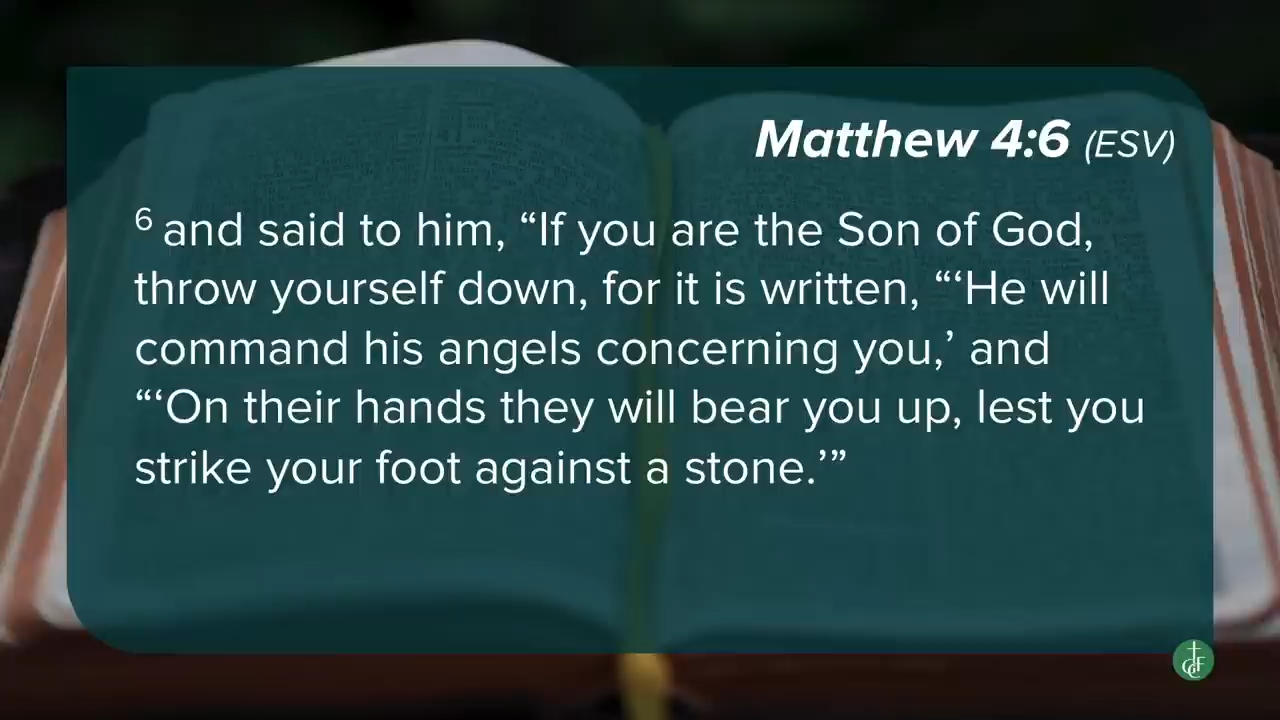 Matthew 4:6 (ESV)
6 and said to him, “If you are the Son of God,
throw yourself down, for it is written, “‘He will
command his angels concerning you,’ and
“‘On their hands they will bear you up, lest you
strike your foot against a stone.’”
CCF